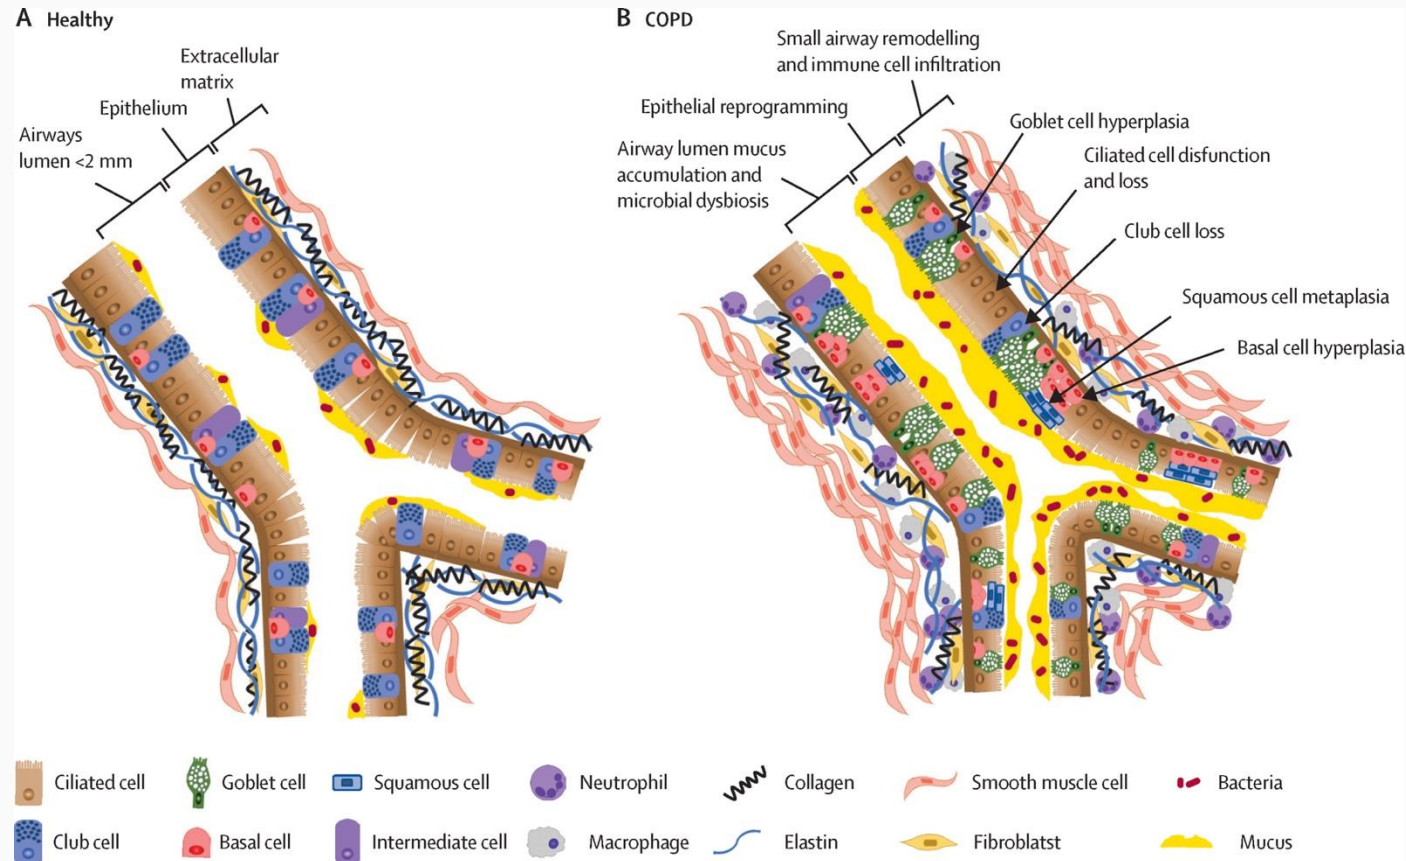 A Healthy
Extracellular
matrix
Epithelium
Airways
lumen <2 mm
B COPD
Small airway remodelling
and immune cell infiltration
Epithelial reprogramming
Airway lumen mucus
accumulation and
microbial dysbiosis
Goblet cell hyperplasia
Ciliated cell disfunction
and loss
Club cell loss
Squamous cell metaplasia
Basal cell hyperplasia
Ciliated cell
Goblet cell
Squamous cell
Neutrophil
Collagen
Smooth muscle cell
Bacteria
Club cell
Basal cell
Intermediate cell
Macrophage
Elastin
Fibroblatst
Mucus